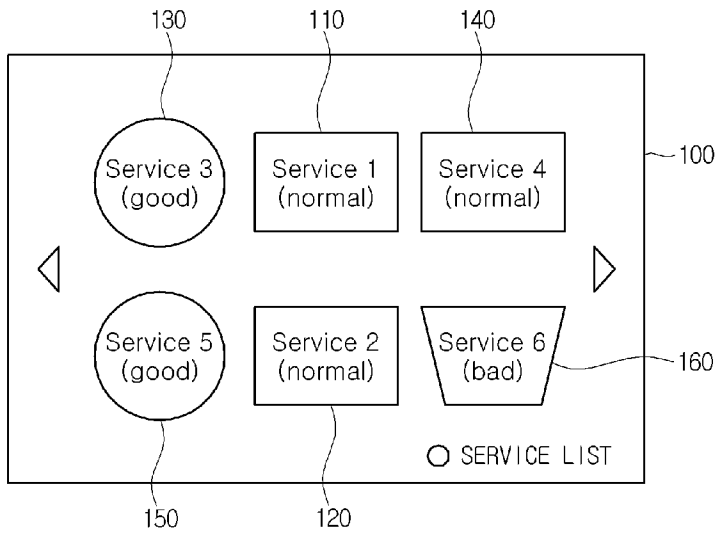 130 110 140
Service 3 Service 1 Service 4
(good) (normal) (normal)
100
Service 5 Service 2 Service 6
(good) (normal) (bad)
160
SERVICE LIST
150 120